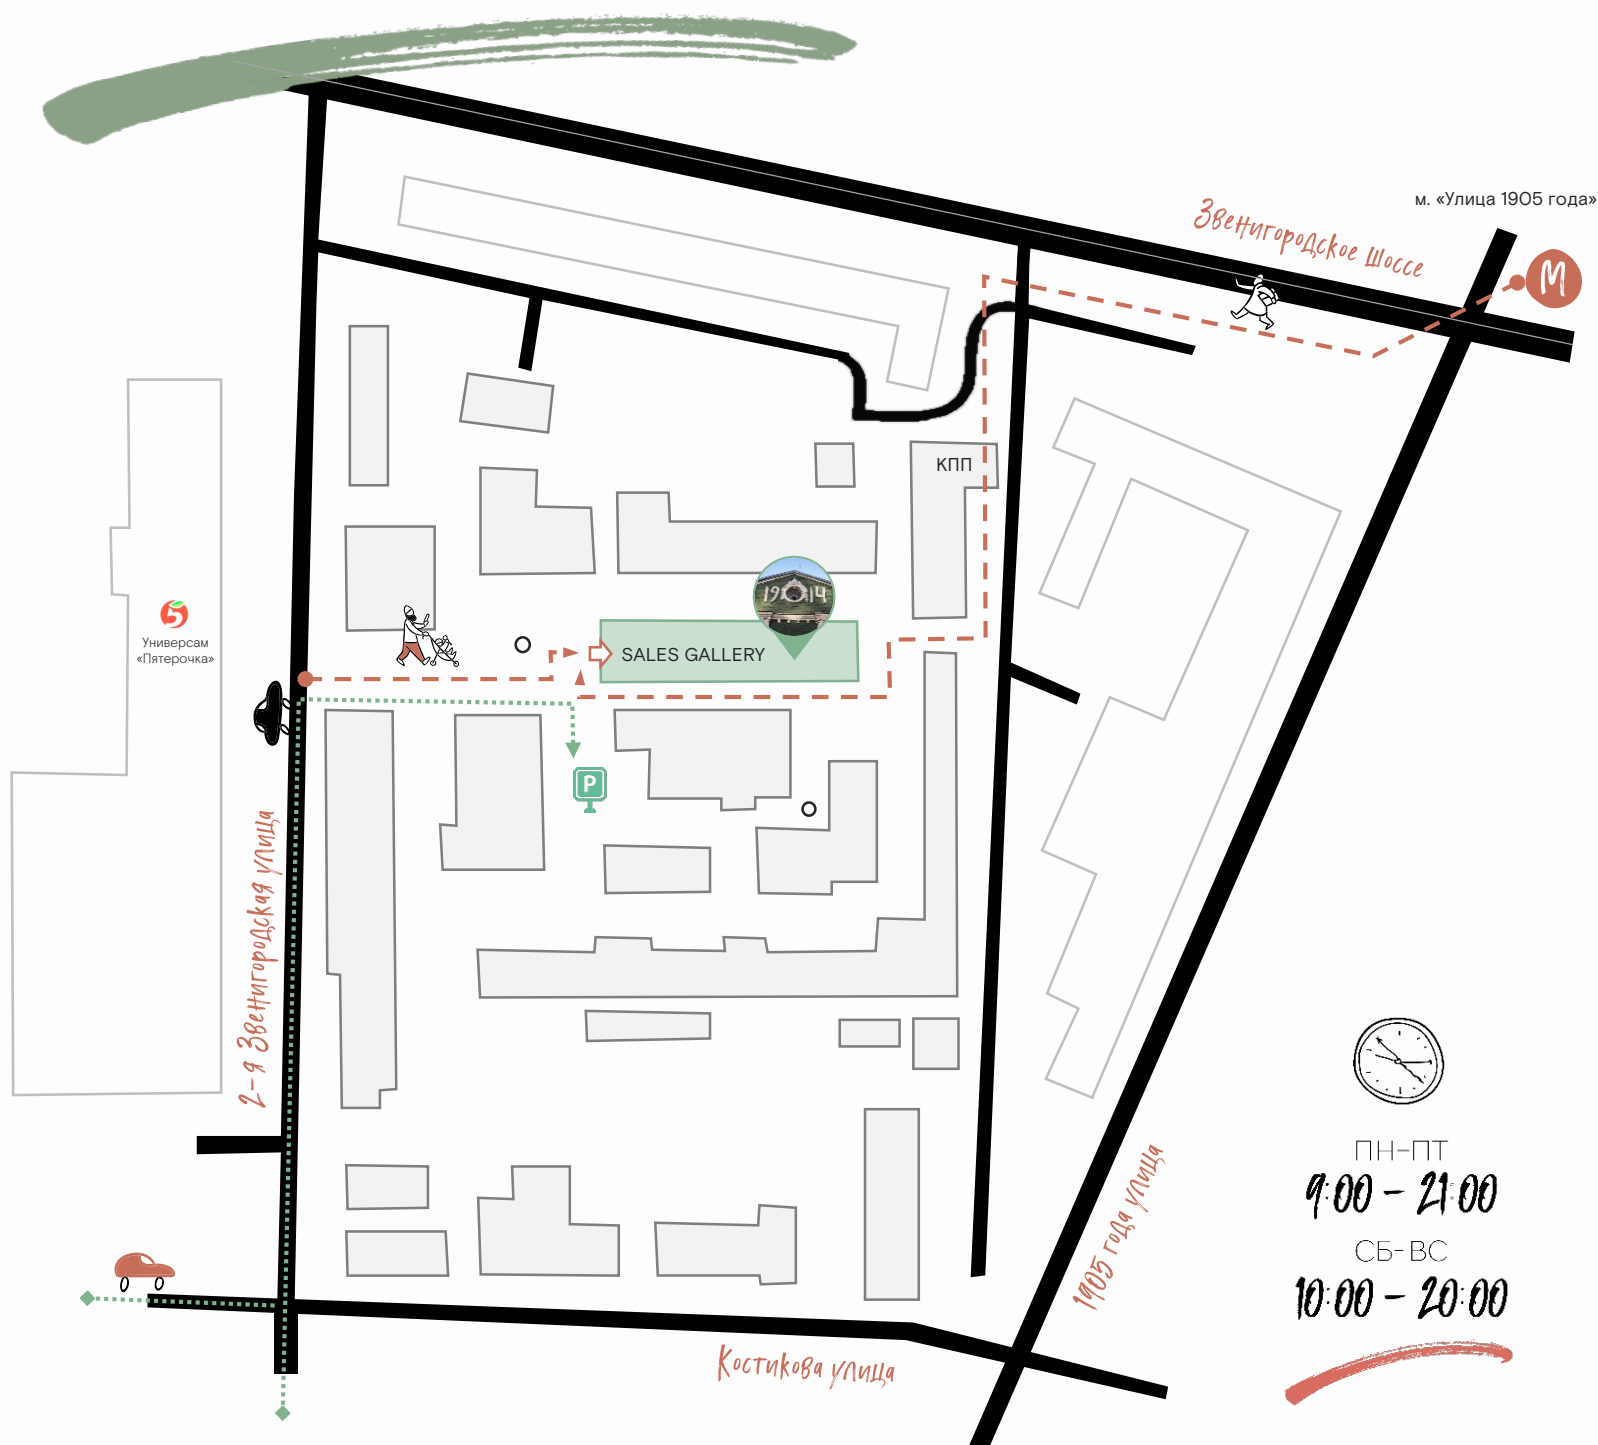 м. «Улица 1905 года»
Звенигородское шоссе
М
КПП
1914
5
Универсам
«Пятерочка»
SALES GALLERY
P
2-я Звенигородская улица
1905 года улица
Костикова улица
ПН-ПТ
9:00 - 21:00
СБ-ВС
10:00 - 20:00